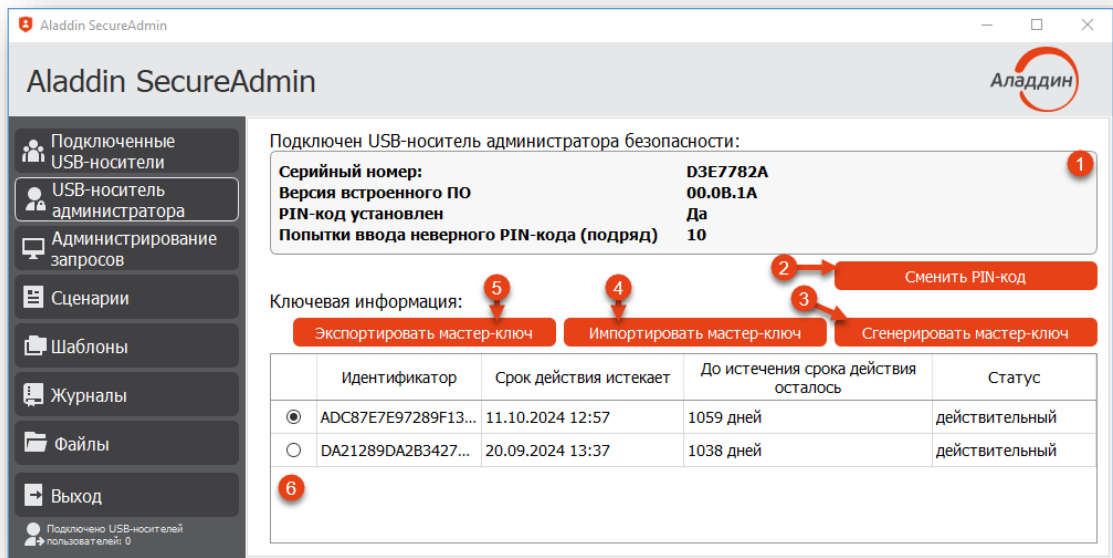 Aladdin SecureAdmin
Aladdin SecureAdmin
Аладдин
Подключенные
USB-носители
USB-носитель
администратора
Администрирование
запросов
Сценарии
Шаблоны
Журналы
Файлы
Выход
Подключено USB-носителей
пользователей: 0
Подключен USB-носитель администратора безопасности:
1
Серийный номер: D3E7782A
Версия встроенного ПО 00.0B.1A
PIN-код установлен Да
Попытки ввода неверного PIN-кода (подряд) 10
2 Сменить PIN-код
Ключевая информация: 5 4 3
Экспортировать мастер-ключ Импортировать мастер-ключ Сгенерировать мастер-ключ
Идентификатор Срок действия истекает До истечения срока действия
осталось Статус
ADC87E7E97289F13... 11.10.2024 12:57 1059 дней действительный
DA21289DA2B3427... 20.09.2024 13:37 1038 дней действительный
6